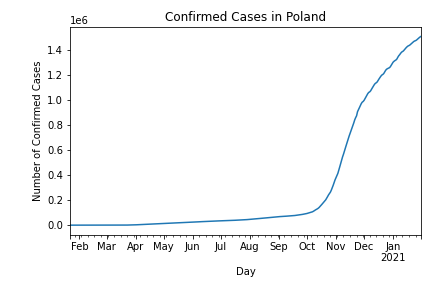 Confirmed Cases in Poland
1e6
Number of Confirmed Cases
1.4
1.2
1.0
0.8
0.6
0.4
0.2
0.0
Feb Mar Apr May Jun Jul Aug Sep Oct Nov Dec Jan
2021
Day